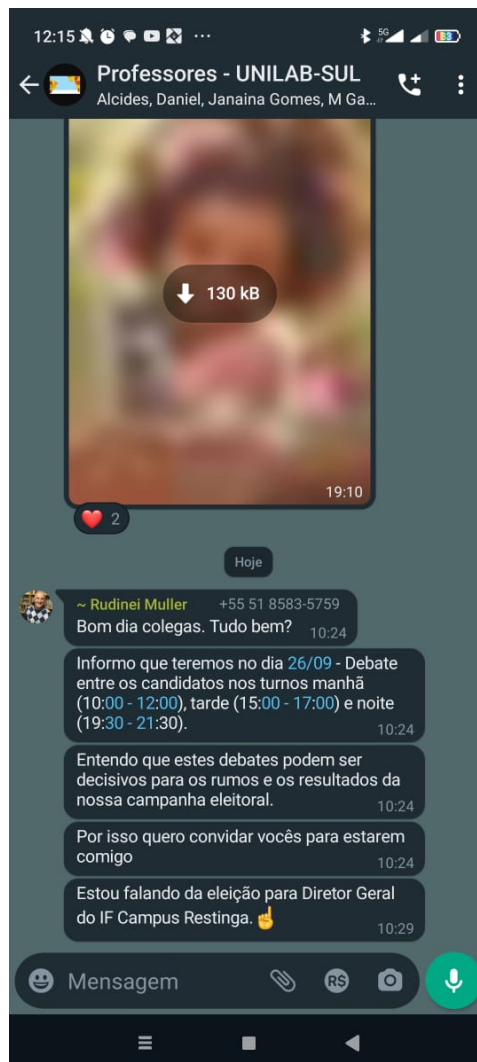 12:15
5G
83
Professores - UNILAB-SUL
Alcides, Daniel, Janaina Gomes, M Ga...
130 kB
19:10
2
Hoje
~ Rudinei Muller +55 51 8583-5759
Bom dia colegas. Tudo bem? 10:24
Informo que teremos no dia 26/09 - Debate
entre os candidatos nos turnos manhã
(10:00 - 12:00), tarde (15:00 - 17:00) e noite
(19:30 - 21:30). 10:24
Entendo que estes debates podem ser
decisivos para os rumos e os resultados da
nossa campanha eleitoral. 10:24
Por isso quero convidar vocês para estarem
comigo 10:24
Estou falando da eleição para Diretor Geral
do IF Campus Restinga.☝ 10:29
Mensagem
R$